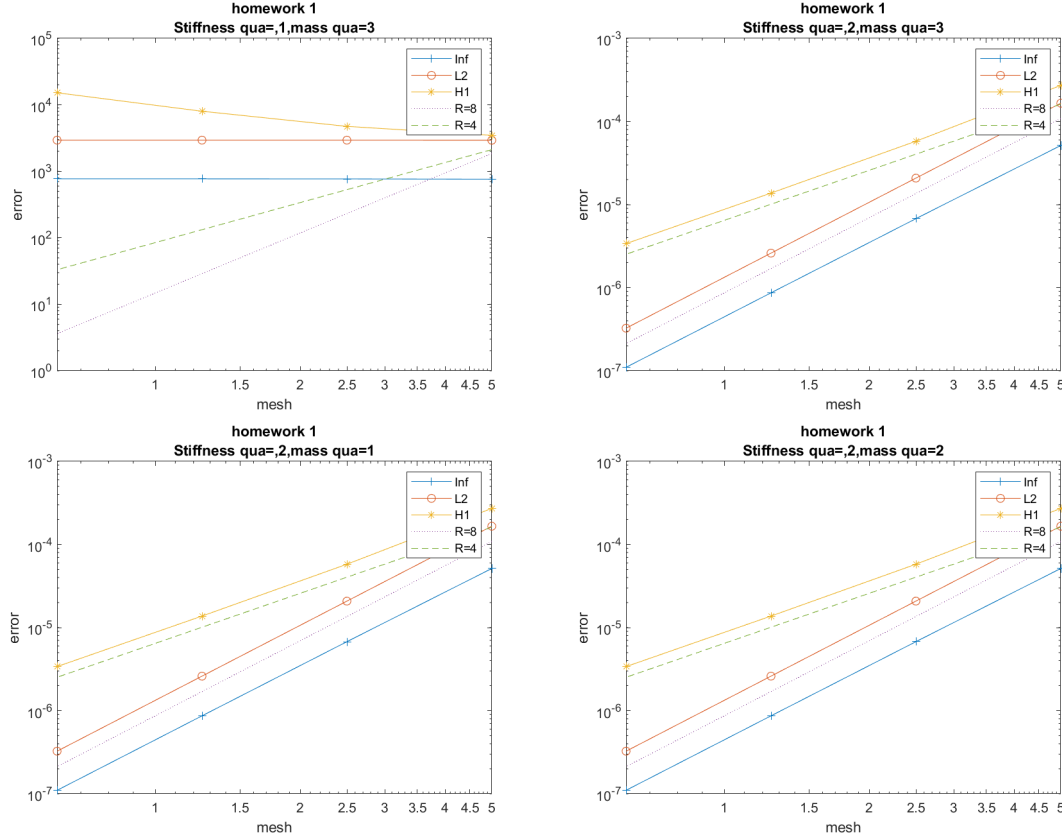 homework 1
Stiffness qua=,1,mass qua=3
10^5
10^4
10^3
10^2
10^1
10^0
error
1
1.5
2
2.5
3
3.5
4
4.5
5
mesh
Inf
L2
H1
R=8
R=4
homework 1
Stiffness qua=,2,mass qua=3
10^-3
10^-4
10^-5
10^-6
10^-7
error
1
1.5
2
2.5
3
3.5
4
4.5
5
mesh
Inf
L2
H1
R=8
R=4
homework 1
Stiffness qua=,2,mass qua=1
10^-3
10^-4
10^-5
10^-6
10^-7
error
1
1.5
2
2.5
3
3.5
4
4.5
5
mesh
Inf
L2
H1
R=8
R=4
homework 1
Stiffness qua=,2,mass qua=2
10^-3
10^-4
10^-5
10^-6
10^-7
error
1
1.5
2
2.5
3
3.5
4
4.5
5
mesh
Inf
L2
H1
R=8
R=4